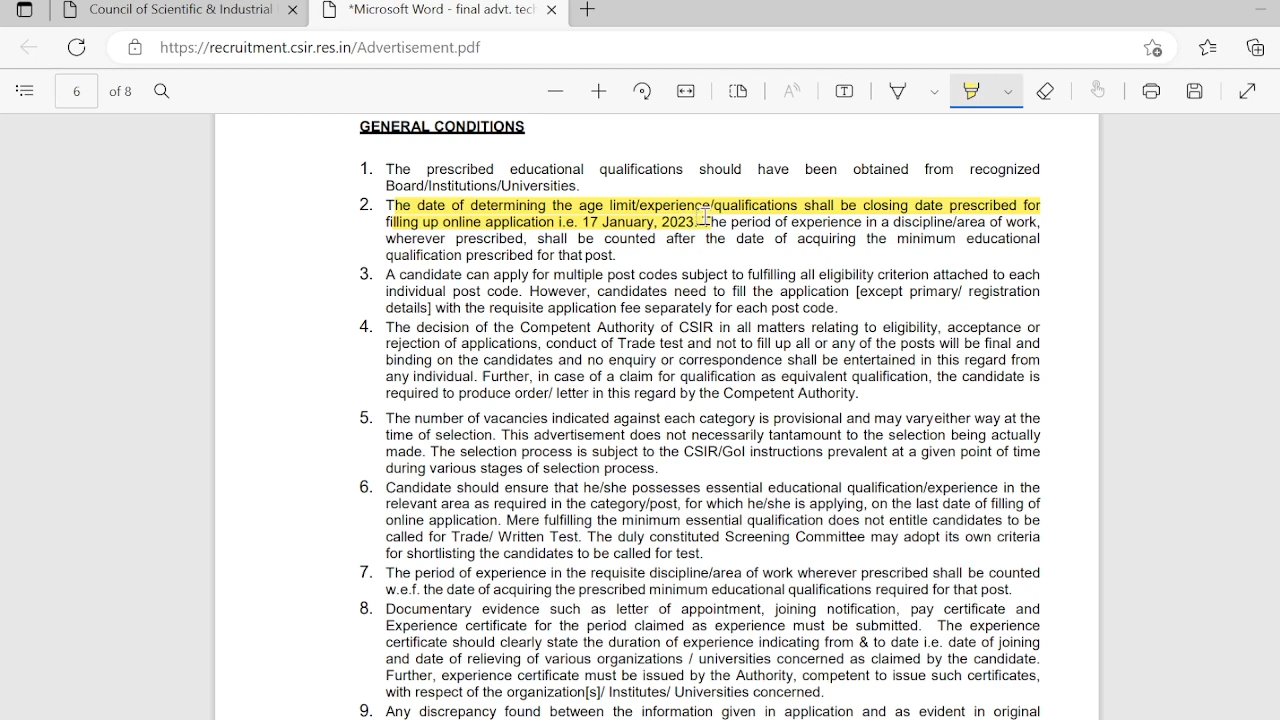 Council of Scientific & Industrial
*Microsoft Word - final advt. tech
https://recruitment.csir.res.in/Advertisement.pdf
6 of 8
GENERAL CONDITIONS
1. The prescribed educational qualifications should have been obtained from recognized
Board/Institutions/Universities.
2. The date of determining the age limit/experience/qualifications shall be closing date prescribed for
filling up online application i.e. 17 January, 2023. The period of experience in a discipline/area of work,
wherever prescribed, shall be counted after the date of acquiring the minimum educational
qualification prescribed for that post.
3. A candidate can apply for multiple post codes subject to fulfilling all eligibility criterion attached to each
individual post code. However, candidates need to fill the application [except primary/ registration
details] with the requisite application fee separately for each post code.
4. The decision of the Competent Authority of CSIR in all matters relating to eligibility, acceptance or
rejection of applications, conduct of Trade test and not to fill up all or any of the posts will be final and
binding on the candidates and no enquiry or correspondence shall be entertained in this regard from
any individual. Further, in case of a claim for qualification as equivalent qualification, the candidate is
required to produce order/ letter in this regard by the Competent Authority.
5. The number of vacancies indicated against each category is provisional and may varyeither way at the
time of selection. This advertisement does not necessarily tantamount to the selection being actually
made. The selection process is subject to the CSIR/GoI instructions prevalent at a given point of time
during various stages of selection process.
6. Candidate should ensure that he/she possesses essential educational qualification/experience in the
relevant area as required in the category/post, for which he/she is applying, on the last date of filling of
online application. Mere fulfilling the minimum essential qualification does not entitle candidates to be
called for Trade/ Written Test. The duly constituted Screening Committee may adopt its own criteria
for shortlisting the candidates to be called for test.
7. The period of experience in the requisite discipline/area of work wherever prescribed shall be counted
w.e.f. the date of acquiring the prescribed minimum educational qualifications required for that post.
8. Documentary evidence such as letter of appointment, joining notification, pay certificate and
Experience certificate for the period claimed as experience must be submitted. The experience
certificate should clearly state the duration of experience indicating from & to date i.e. date of joining
and date of relieving of various organizations / universities concerned as claimed by the candidate.
Further, experience certificate must be issued by the Authority, competent to issue such certificates,
with respect of the organization[s]/ Institutes/ Universities concerned.
9. Any discrepancy found between the information given in application and as evident in original